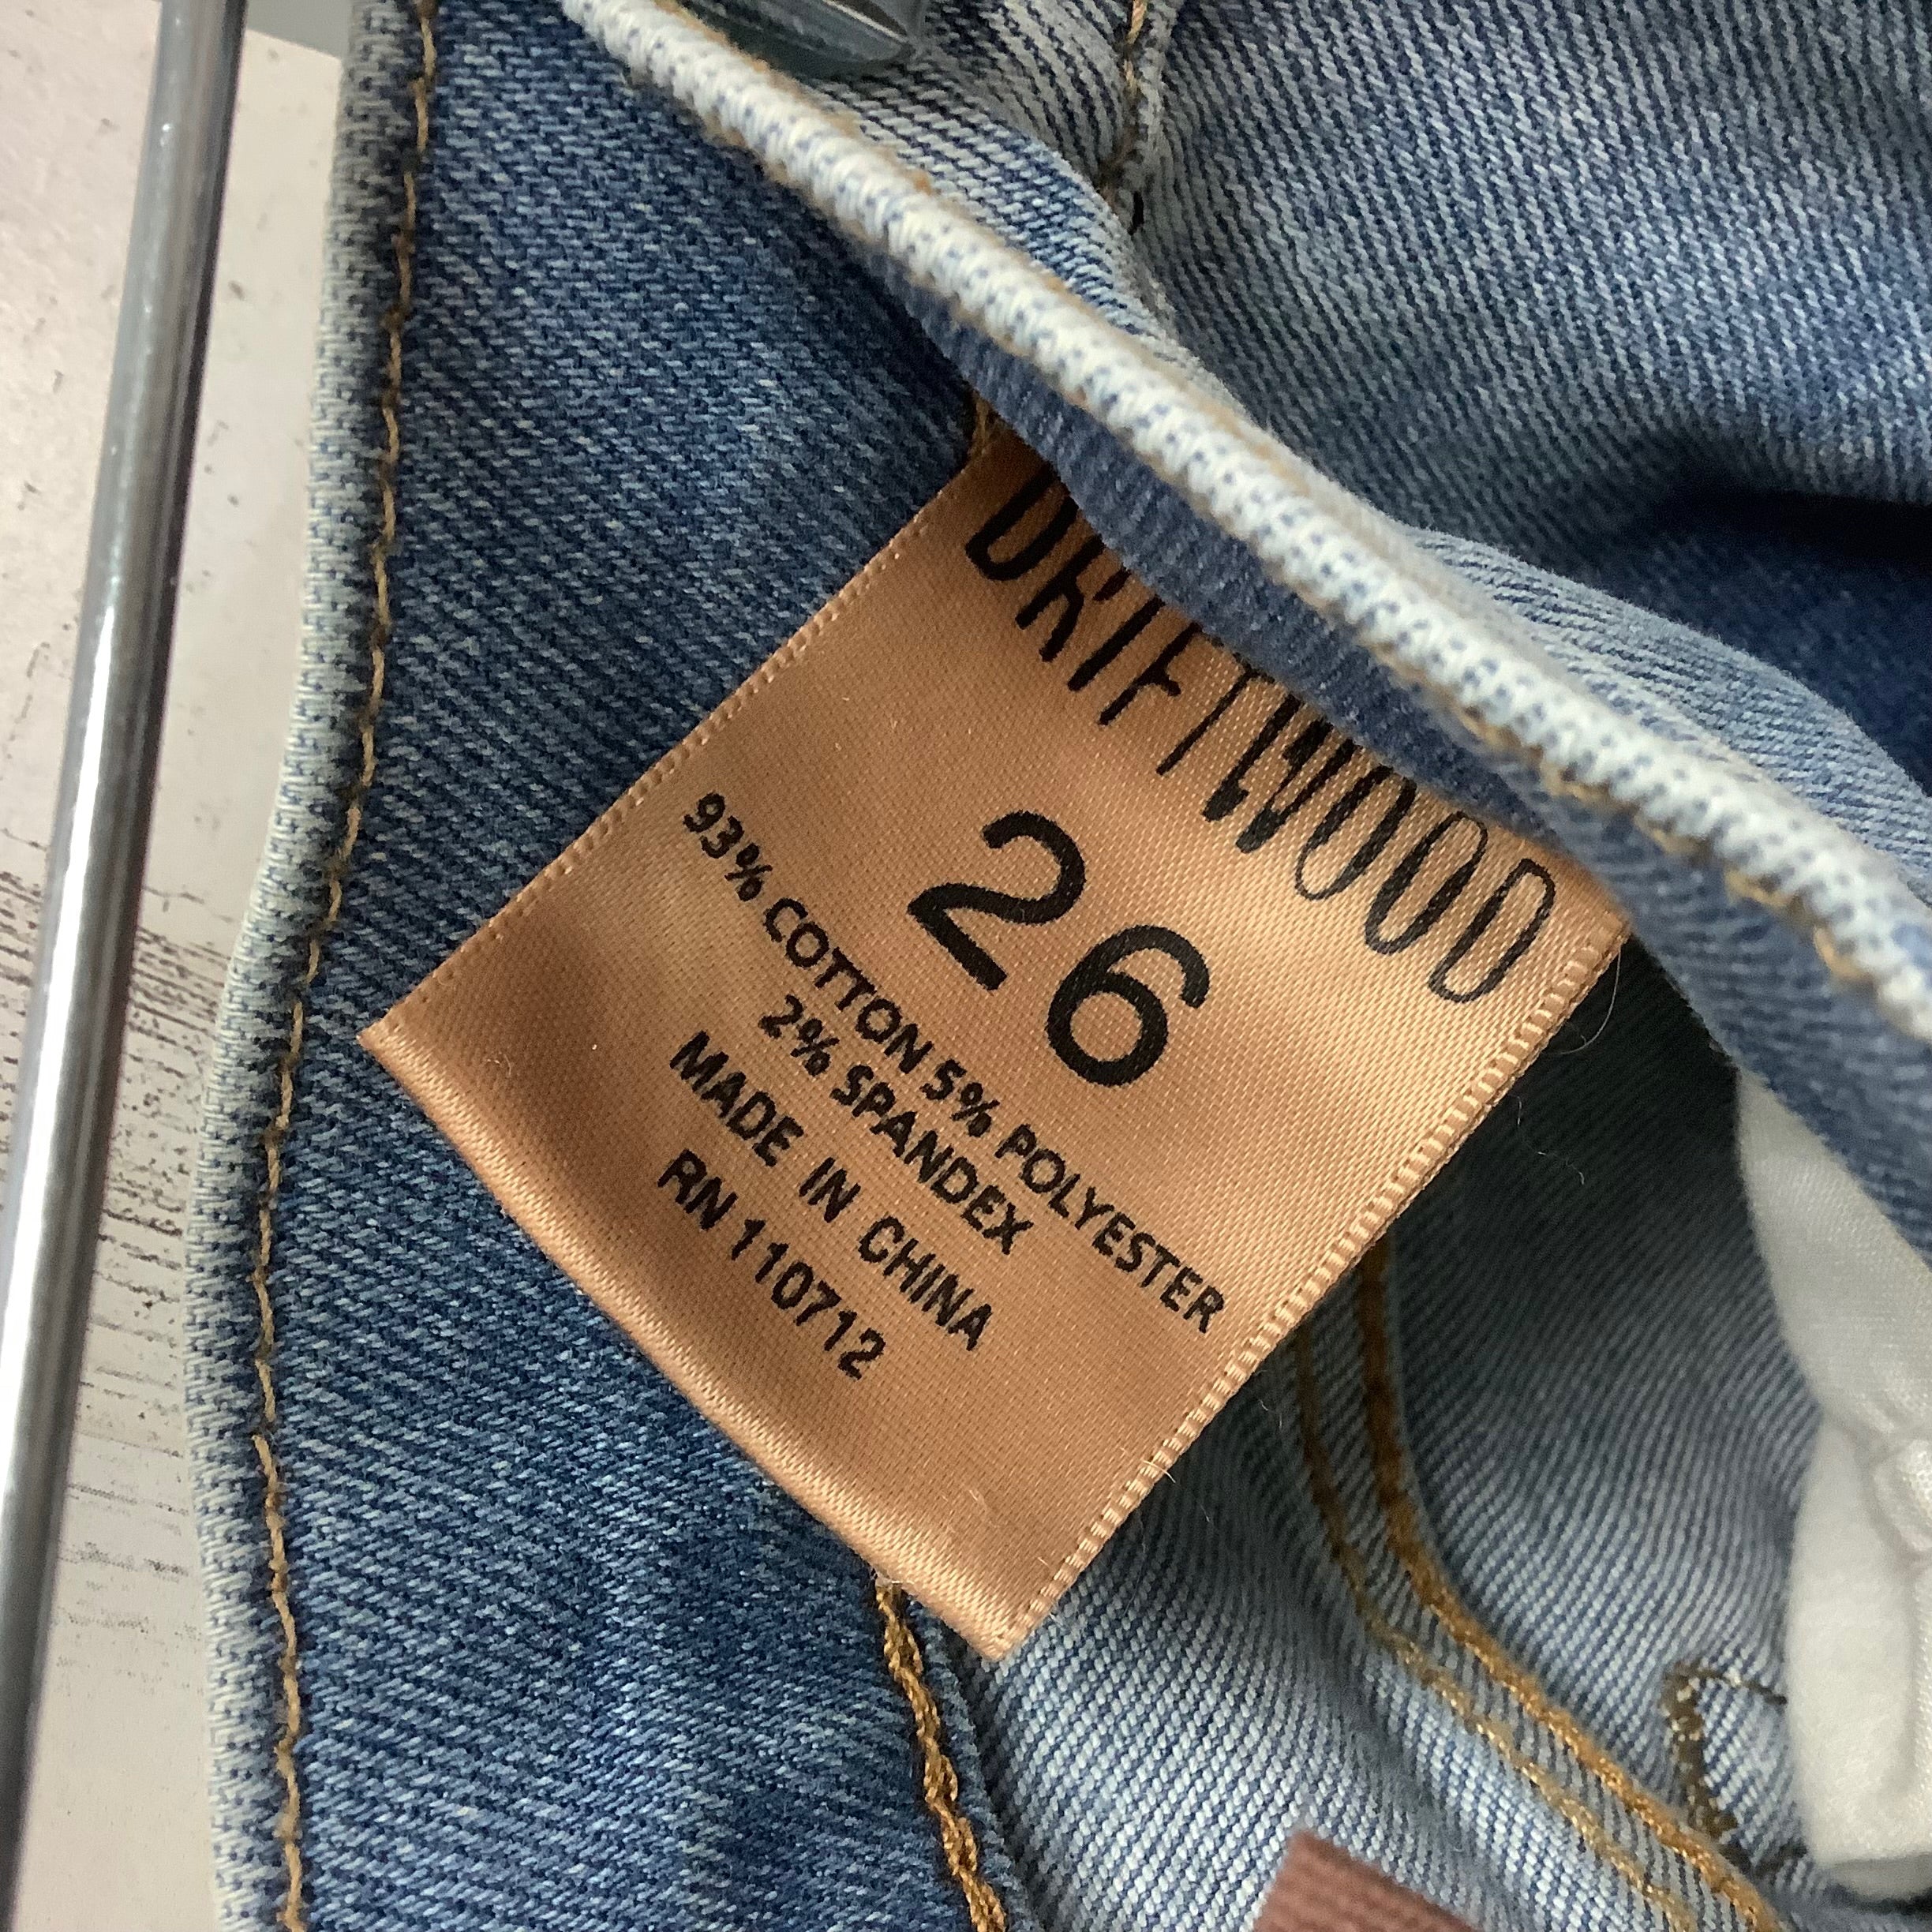 DRIFTWOOD
26
93% COTTON 5% POLYESTER
2% SPANDEX
MADE IN CHINA
RN 110712